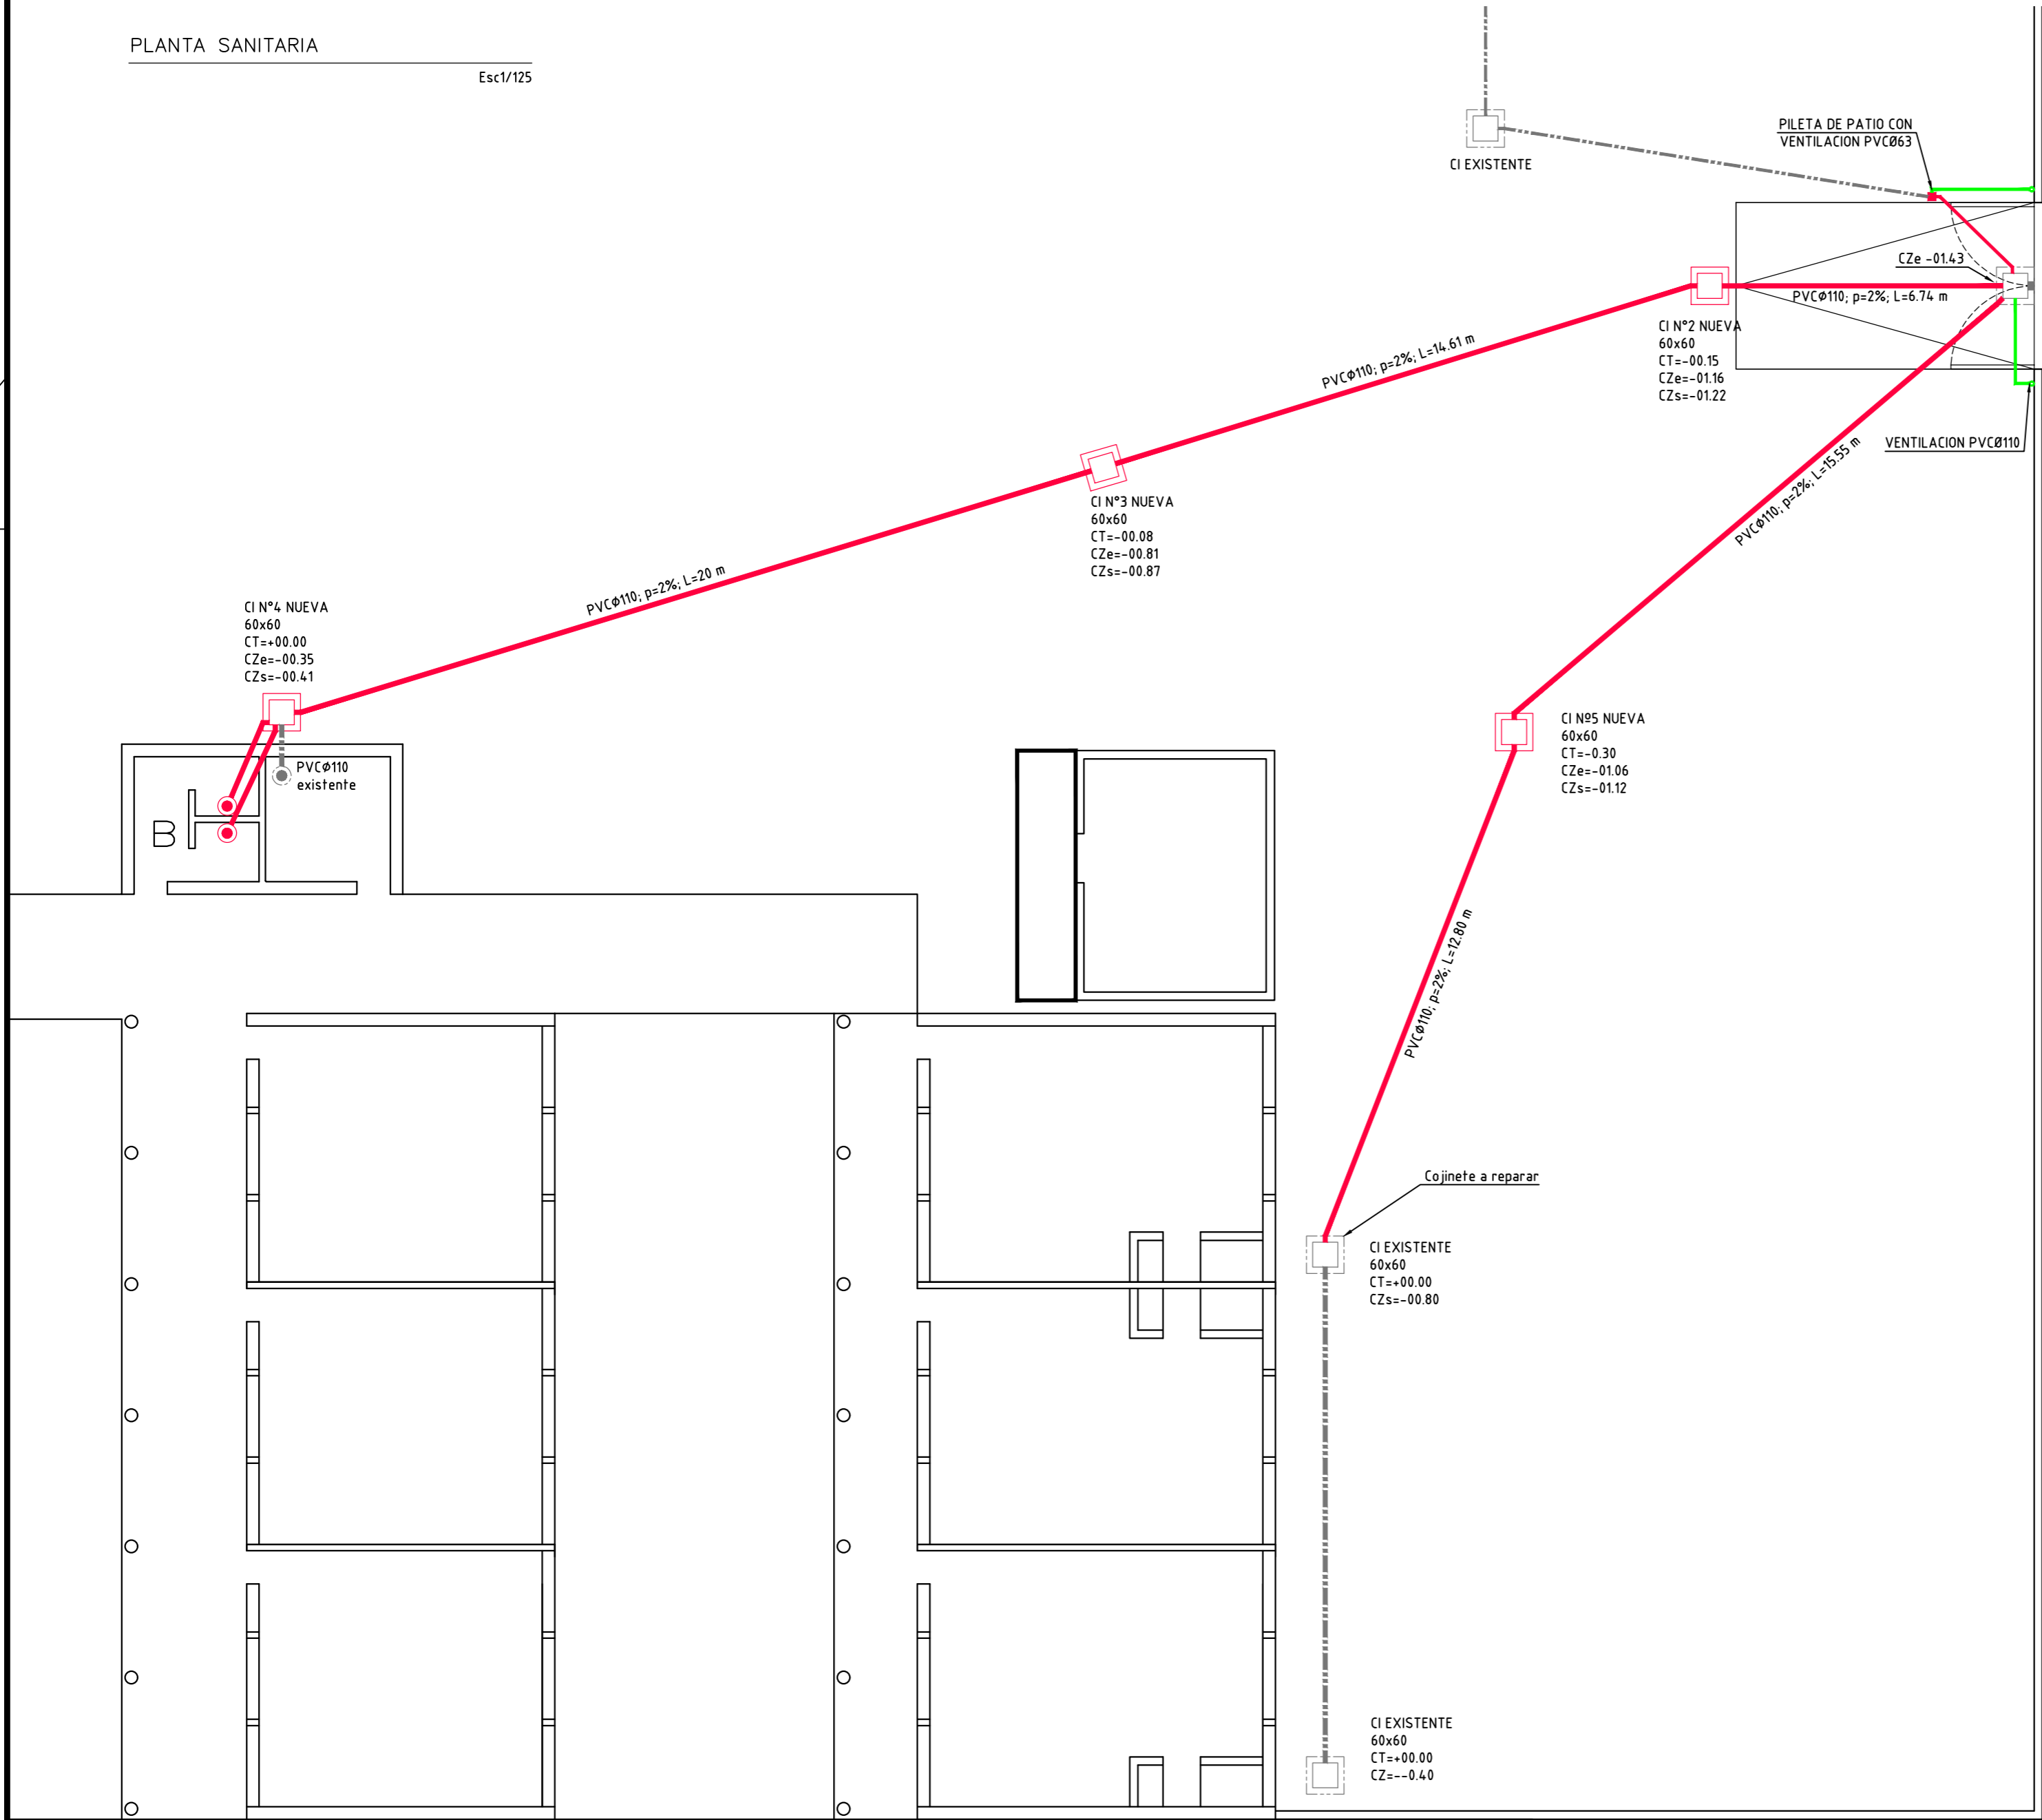 PLANTA SANITARIA
Esc1/125
PILETA DE PATIO CON
VENTILACION PVCØ63
CI EXISTENTE
CZe -01.43
PVCØ110; p=2%; L=6.74 m
CI N°2 NUEVA
60x60
CT=-00.15
CZe=-01.16
CZs=-01.22
PVCØ110; p=2%; L=14.61 m
VENTILACION PVCØ110
PVCØ110; p=2%; L=15.55 m
CI N°3 NUEVA
60x60
CT=-00.08
CZe=-00.81
CZs=-00.87
PVCØ110; p=2%; L=20 m
CI N°4 NUEVA
60x60
CT=+00.00
CZe=-00.35
CZs=-00.41
CI Nº5 NUEVA
60x60
CT=-0.30
CZe=-01.06
CZs=-01.12
PVCØ110
existente
B
PVCØ110; p=2%; L=12.80 m
Cojinete a reparar
CI EXISTENTE
60x60
CT=+00.00
CZs=-00.80
CI EXISTENTE
60x60
CT=+00.00
CZ=--0.40